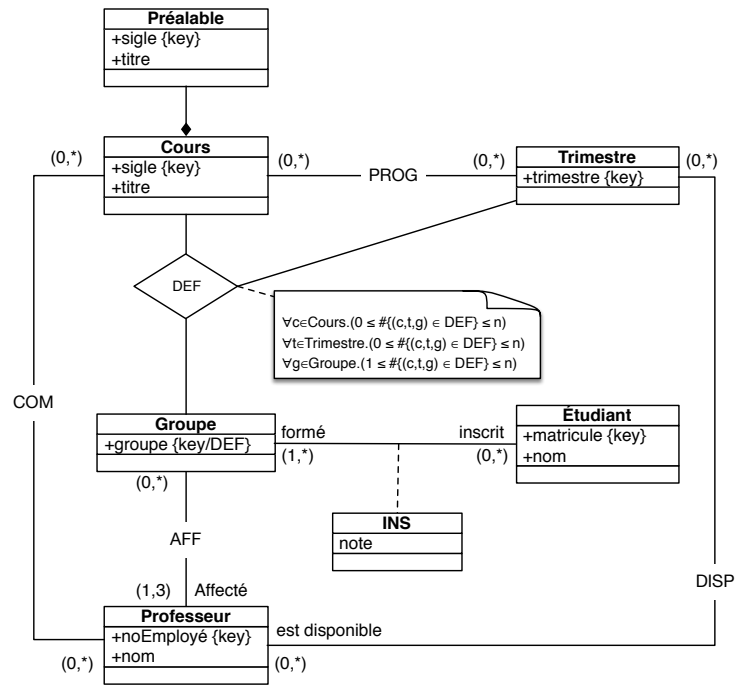 Préalable
+sigle {key}
+titre
Cours
+sigle {key}
+titre
(0,*)
(0,*)
PROG
(0,*)
Trimestre
+trimestre {key}
(0,*)
DEF
∀c∈Cours.(0 ≤ #{(c,t,g) ∈ DEF} ≤ n)
∀t∈Trimestre.(0 ≤ #{(c,t,g) ∈ DEF} ≤ n)
∀g∈Groupe.(1 ≤ #{(c,t,g) ∈ DEF} ≤ n)
COM
Groupe
+groupe {key/DEF}
formé
(1,*)
inscrit
(0,*)
Étudiant
+matricule {key}
+nom
(0,*)
INS
note
AFF
DISP
(1,3)
Affecté
Professeur
+noEmployé {key}
+nom
est disponible
(0,*)
(0,*)